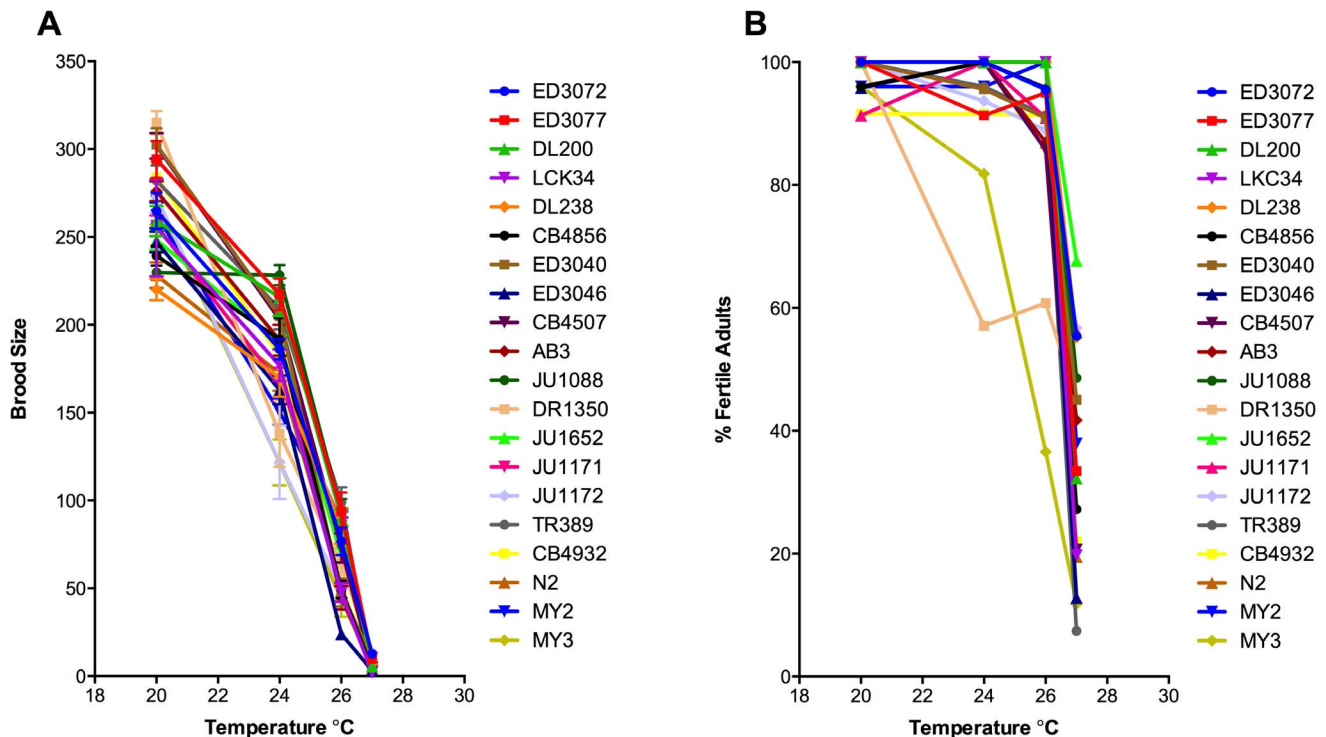 A
350
300
250
200
150
100
50
0
Brood Size
18 20 22 24 26 28 30
Temperature °C
ED3072
ED3077
DL200
LCK34
DL238
CB4856
ED3040
ED3046
CB4507
AB3
JU1088
DR1350
JU1652
JU1171
JU1172
TR389
CB4932
N2
MY2
MY3
B
100
80
60
40
20
0
% Fertile Adults
18 20 22 24 26 28 30
Temperature °C
ED3072
ED3077
DL200
LKC34
DL238
CB4856
ED3040
ED3046
CB4507
AB3
JU1088
DR1350
JU1652
JU1171
JU1172
TR389
CB4932
N2
MY2
MY3